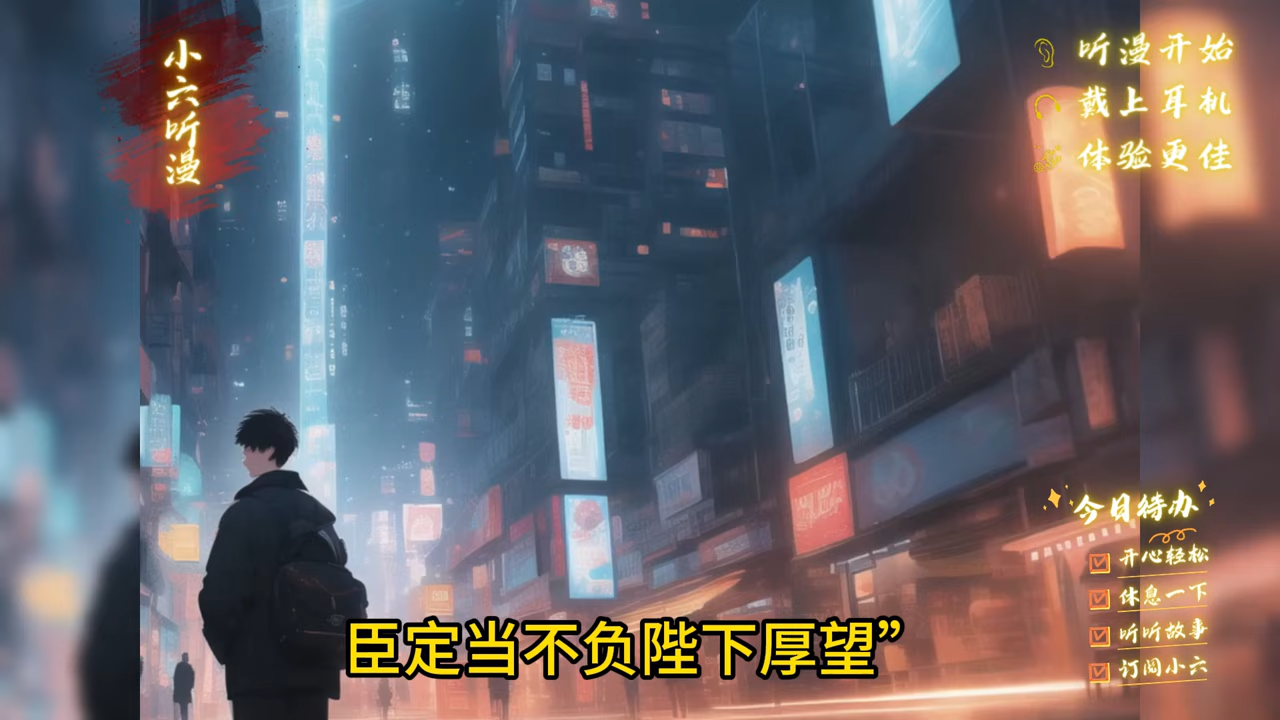 小六听漫
听漫开始
戴上耳机
体验更佳
今日待办
开心轻松
休息一下
听听故事
订阅小六
臣定当不负陛下厚望”